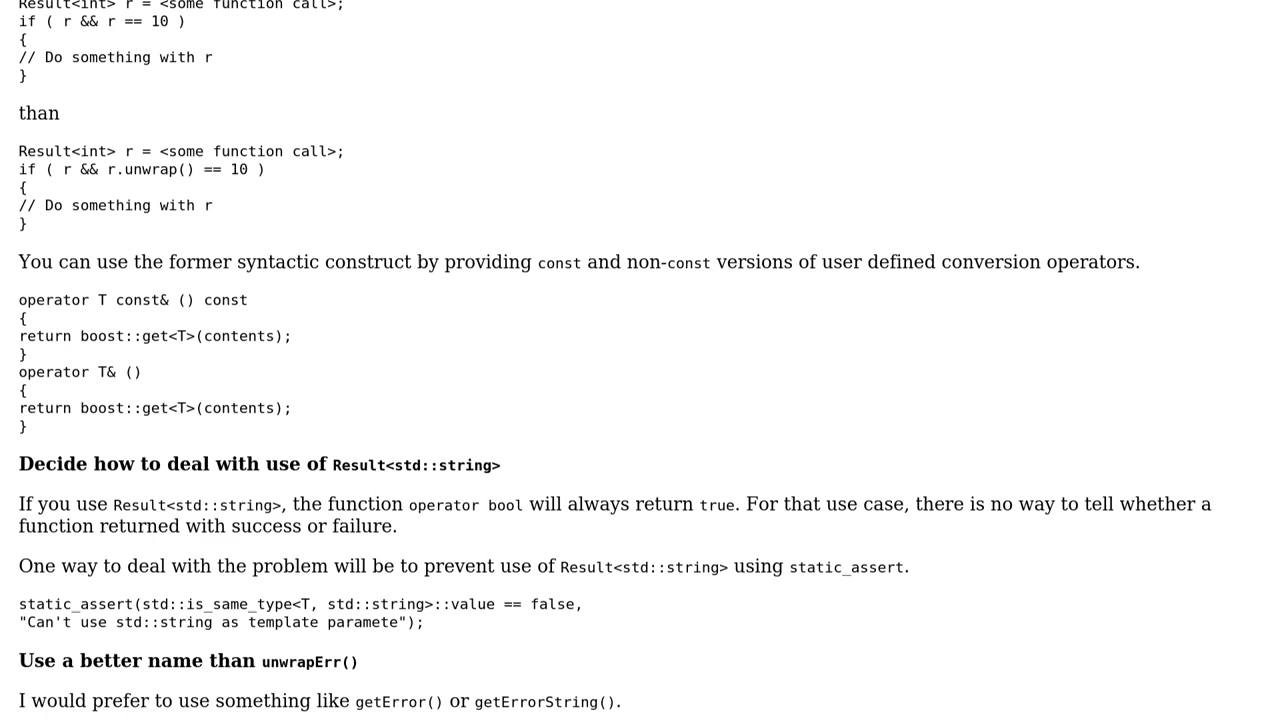 Result<int> r = <some function call>;
if ( r && r == 10 )
{
// Do something with r
}
than
Result<int> r = <some function call>;
if ( r && r.unwrap() == 10 )
{
// Do something with r
}
You can use the former syntactic construct by providing const and non-const versions of user defined conversion operators.
operator T const& () const
{
return boost::get<T>(contents);
}
operator T& ()
{
return boost::get<T>(contents);
}
Decide how to deal with use of Result<std::string>
If you use Result<std::string>, the function operator bool will always return true. For that use case, there is no way to tell whether a
function returned with success or failure.
One way to deal with the problem will be to prevent use of Result<std::string> using static_assert.
static_assert(std::is_same_type<T, std::string>::value == false,
"Can't use std::string as template paramete");
Use a better name than unwrapErr()
I would prefer to use something like getError() or getErrorString().